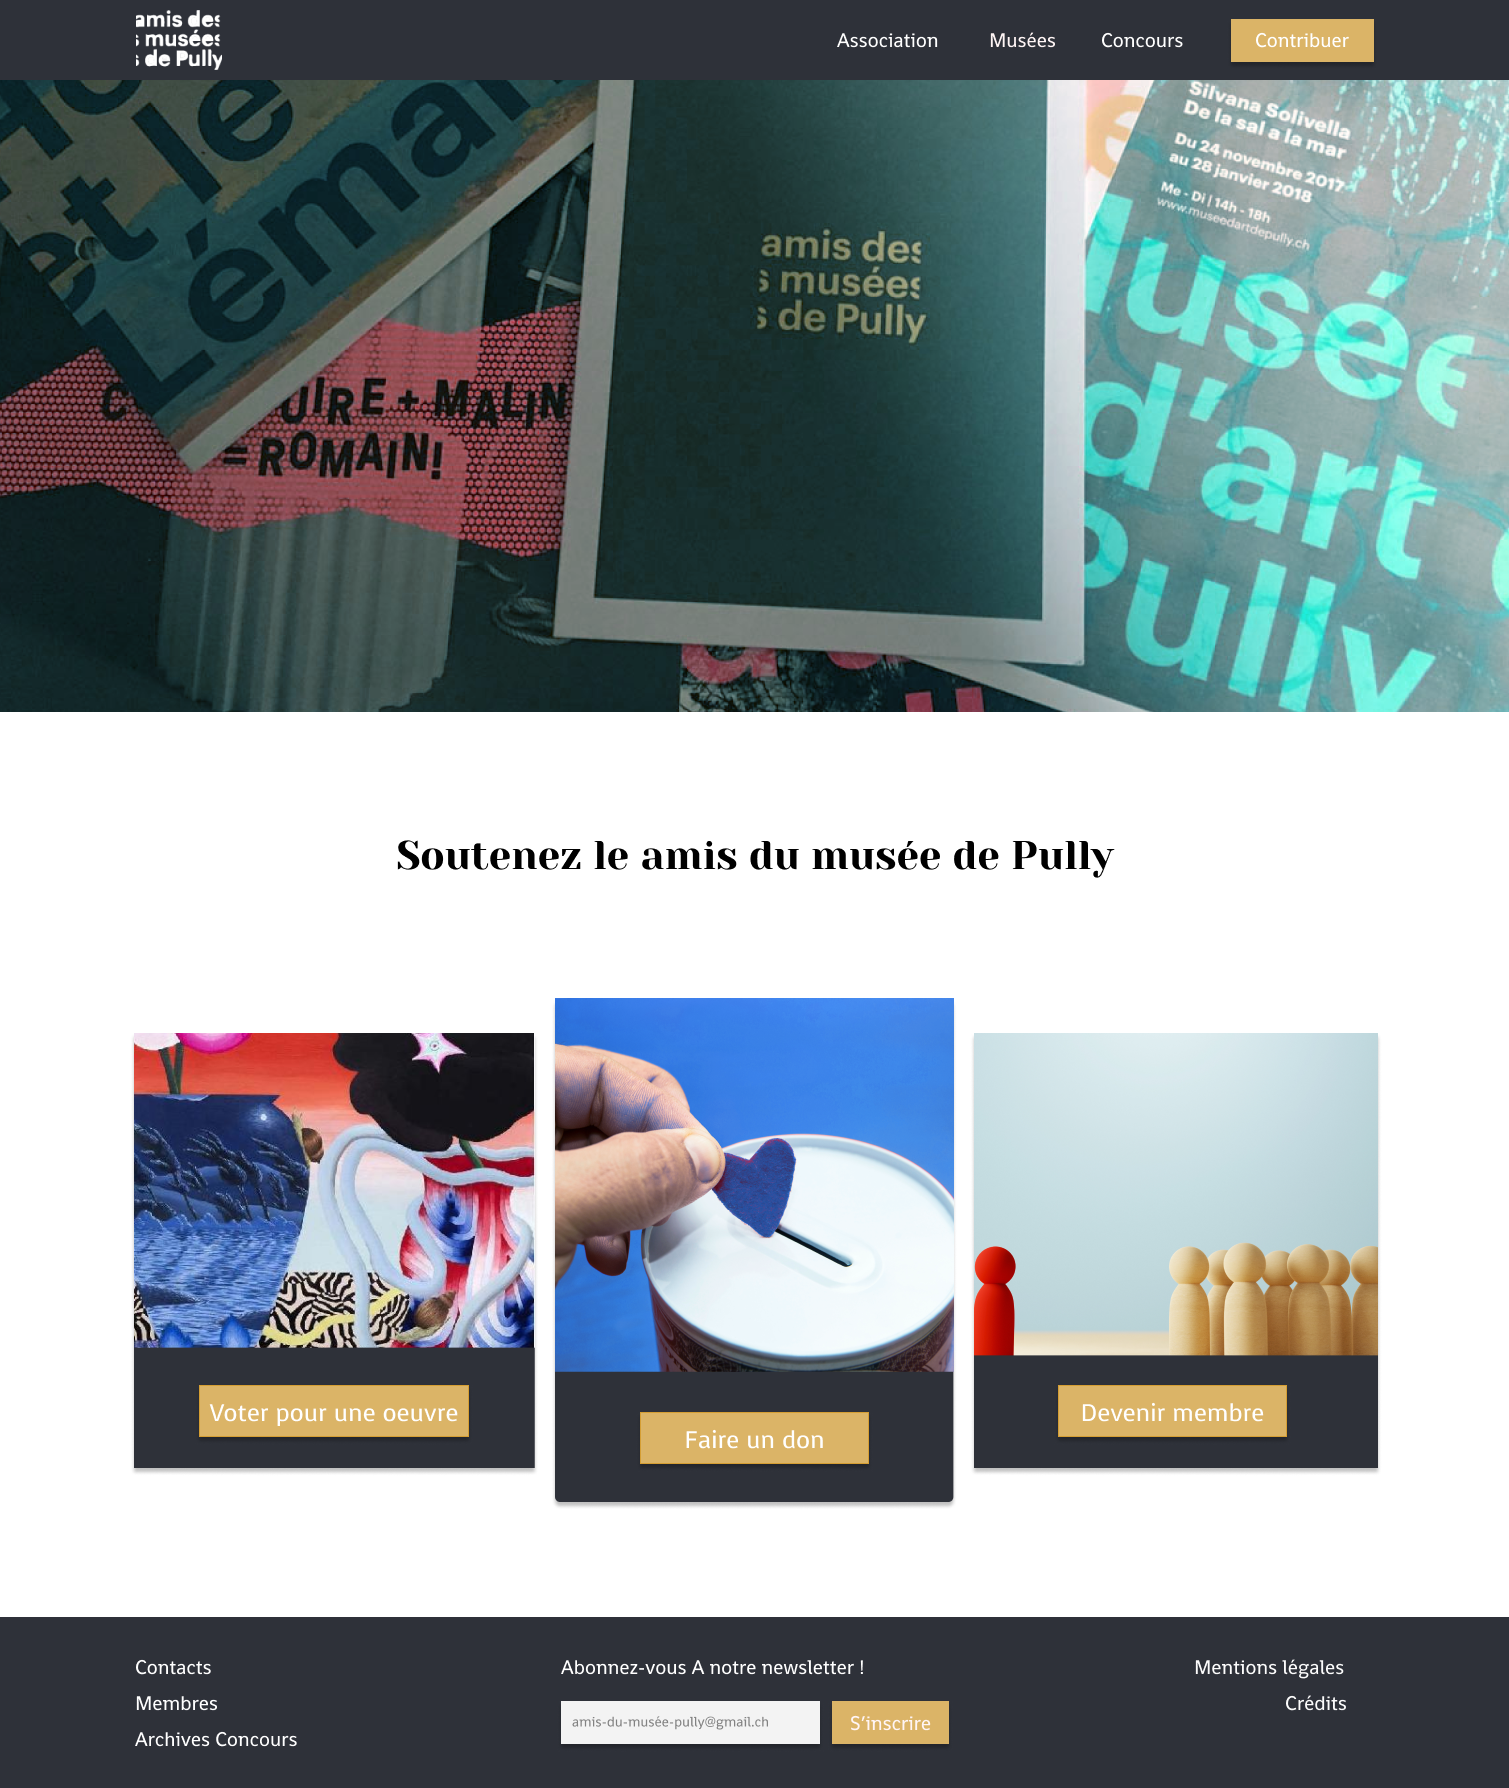 amis des
s musées
s de Pully
Association
Musées
Concours
Contribuer
et le
Léman
= ROMAIN!
amis des
s musées
s de Pully
Silvana Solivella
De la sal a la mar
Du 24 novembre 2017
au 28 janvier 2018
Me - Di | 14h - 18h
www.museedartdepully.ch
Musée
d'art
Pully
Soutenez le amis du musée de Pully
Voter pour une oeuvre
Faire un don
Devenir membre
Contacts
Membres
Archives Concours
Abonnez-vous A notre newsletter !
amis-du-musée-pully@gmail.ch
S'inscrire
Mentions légales
Crédits